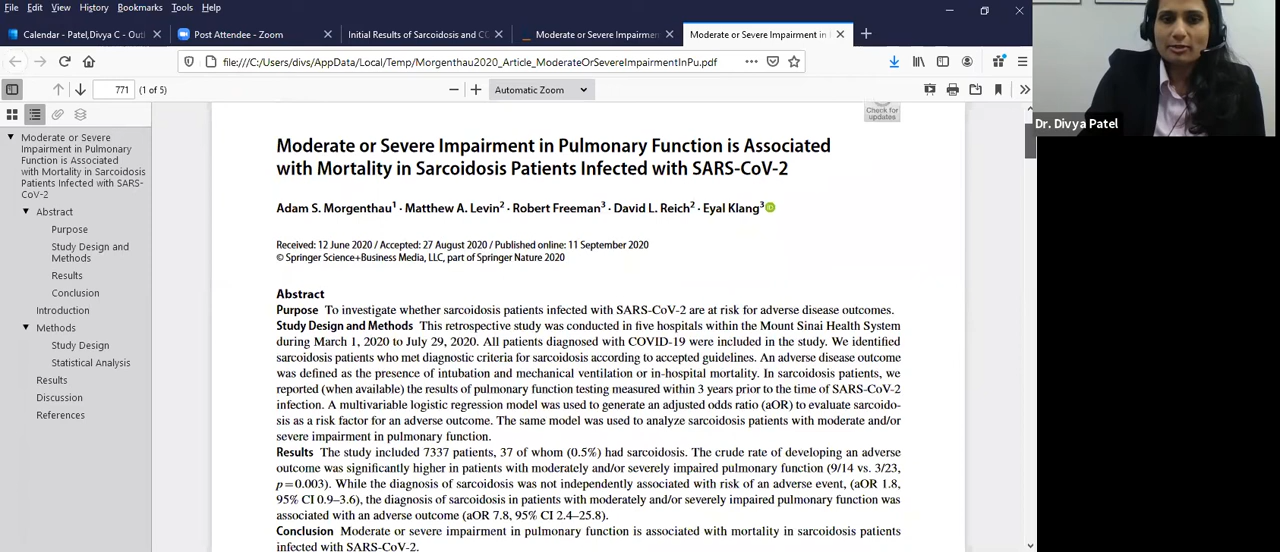 File Edit View History Bookmarks Tools Help
Calendar - Patel,Divya C - Out
Post Attendee - Zoom
Initial Results of Sarcoidosis and C
Moderate or Severe Impairmen
Moderate or Severe Impairment in
file:///C:/Users/divs/AppData/Local/Temp/Morgenthau2020_Article_ModerateOrSevereImpairmentInPu.pdf
771 (1 of 5)
Automatic Zoom
Dr. Divya Patel
Moderate or Severe
Impairment in Pulmonary
Function is Associated
with Mortality in Sarcoidosis
Patients Infected with SARS-
CoV-2
Abstract
Purpose
Study Design and
Methods
Results
Conclusion
Introduction
Methods
Study Design
Statistical Analysis
Results
Discussion
References
Check for
updates
Moderate or Severe Impairment in Pulmonary Function is Associated
with Mortality in Sarcoidosis Patients Infected with SARS-CoV-2
Adam S. Morgenthau1 · Matthew A. Levin2 · Robert Freeman3 · David L. Reich2 · Eyal Klang3
Received: 12 June 2020 / Accepted: 27 August 2020 / Published online: 11 September 2020
© Springer Science+Business Media, LLC, part of Springer Nature 2020
Abstract
Purpose To investigate whether sarcoidosis patients infected with SARS-CoV-2 are at risk for adverse disease outcomes.
Study Design and Methods This retrospective study was conducted in five hospitals within the Mount Sinai Health System
during March 1, 2020 to July 29, 2020. All patients diagnosed with COVID-19 were included in the study. We identified
sarcoidosis patients who met diagnostic criteria for sarcoidosis according to accepted guidelines. An adverse disease outcome
was defined as the presence of intubation and mechanical ventilation or in-hospital mortality. In sarcoidosis patients, we
reported (when available) the results of pulmonary function testing measured within 3 years prior to the time of SARS-CoV-2
infection. A multivariable logistic regression model was used to generate an adjusted odds ratio (aOR) to evaluate sarcoido-
sis as a risk factor for an adverse outcome. The same model was used to analyze sarcoidosis patients with moderate and/or
severe impairment in pulmonary function.
Results The study included 7337 patients, 37 of whom (0.5%) had sarcoidosis. The crude rate of developing an adverse
outcome was significantly higher in patients with moderately and/or severely impaired pulmonary function (9/14 vs. 3/23,
p=0.003). While the diagnosis of sarcoidosis was not independently associated with risk of an adverse event, (aOR 1.8,
95% CI 0.9–3.6), the diagnosis of sarcoidosis in patients with moderately and/or severely impaired pulmonary function was
associated with an adverse outcome (aOR 7.8, 95% CI 2.4–25.8).
Conclusion Moderate or severe impairment in pulmonary function is associated with mortality in sarcoidosis patients
infected with SARS-CoV-2.